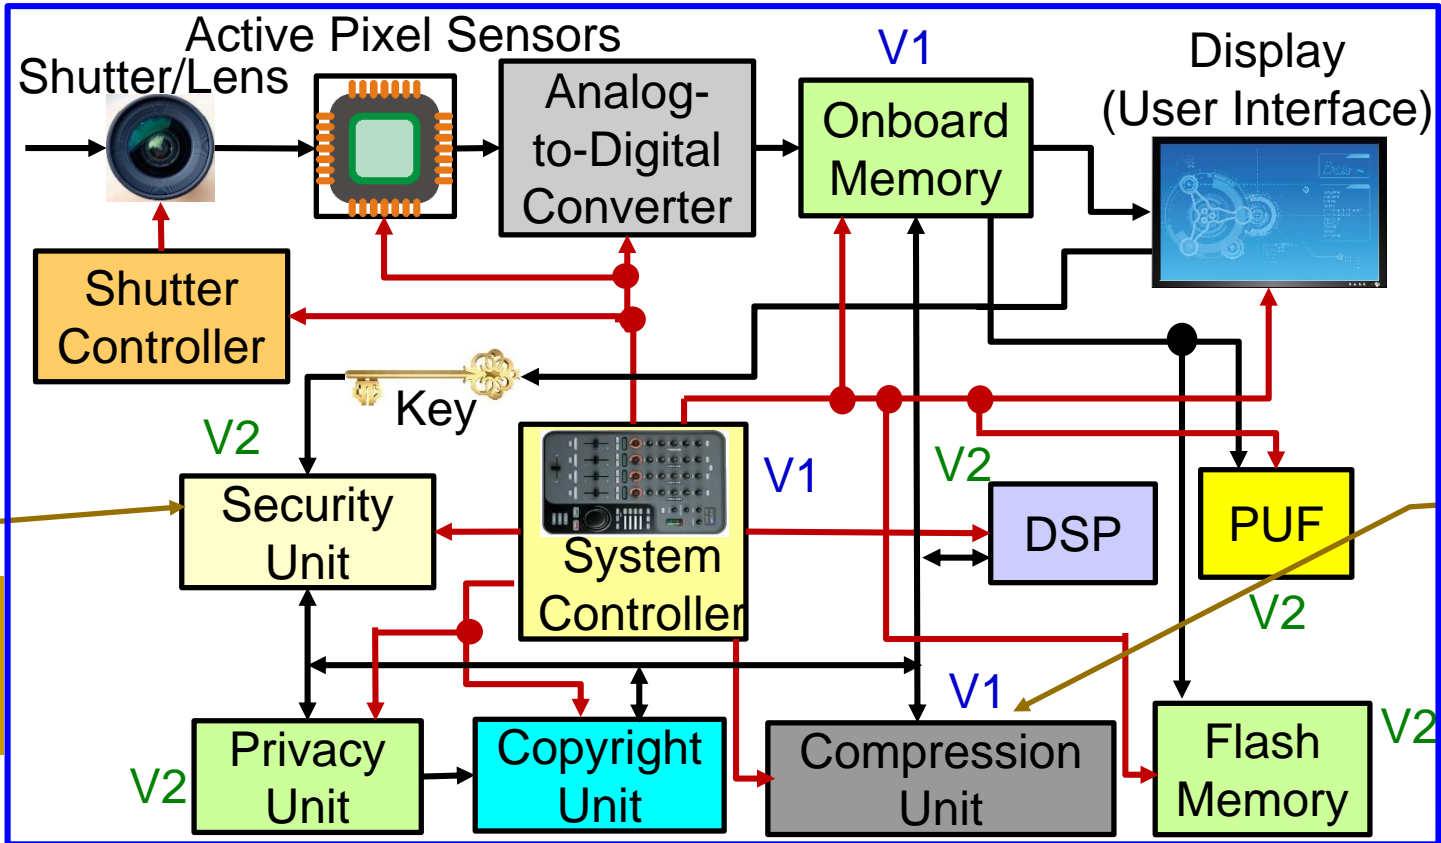 Active Pixel Sensors
Shutter/Lens
Analog-
to-Digital
Converter
V1
Onboard
Memory
Display
(User Interface)
Shutter
Controller
Key
V2
Security
Unit
System
Controller
V1
V2
DSP
PUF
V2
V2
Privacy
Unit
Copyright
Unit
V1
Compression
Unit
Flash
Memory
V2